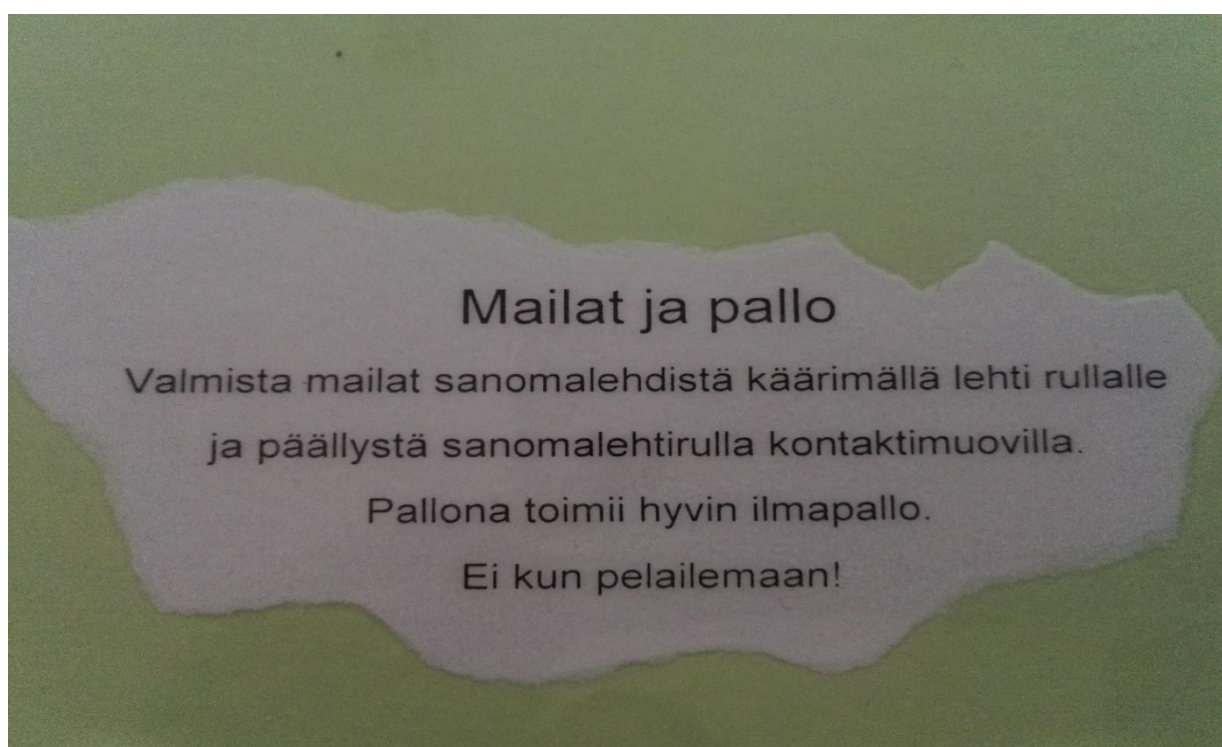 Mailat ja pallo
Valmista mailat sanomalehdistä käärimällä lehti rullalle
ja päällystä sanomalehtirulla kontaktimuovilla.
Pallona toimii hyvin ilmapallo.
Ei kun pelailemaan!